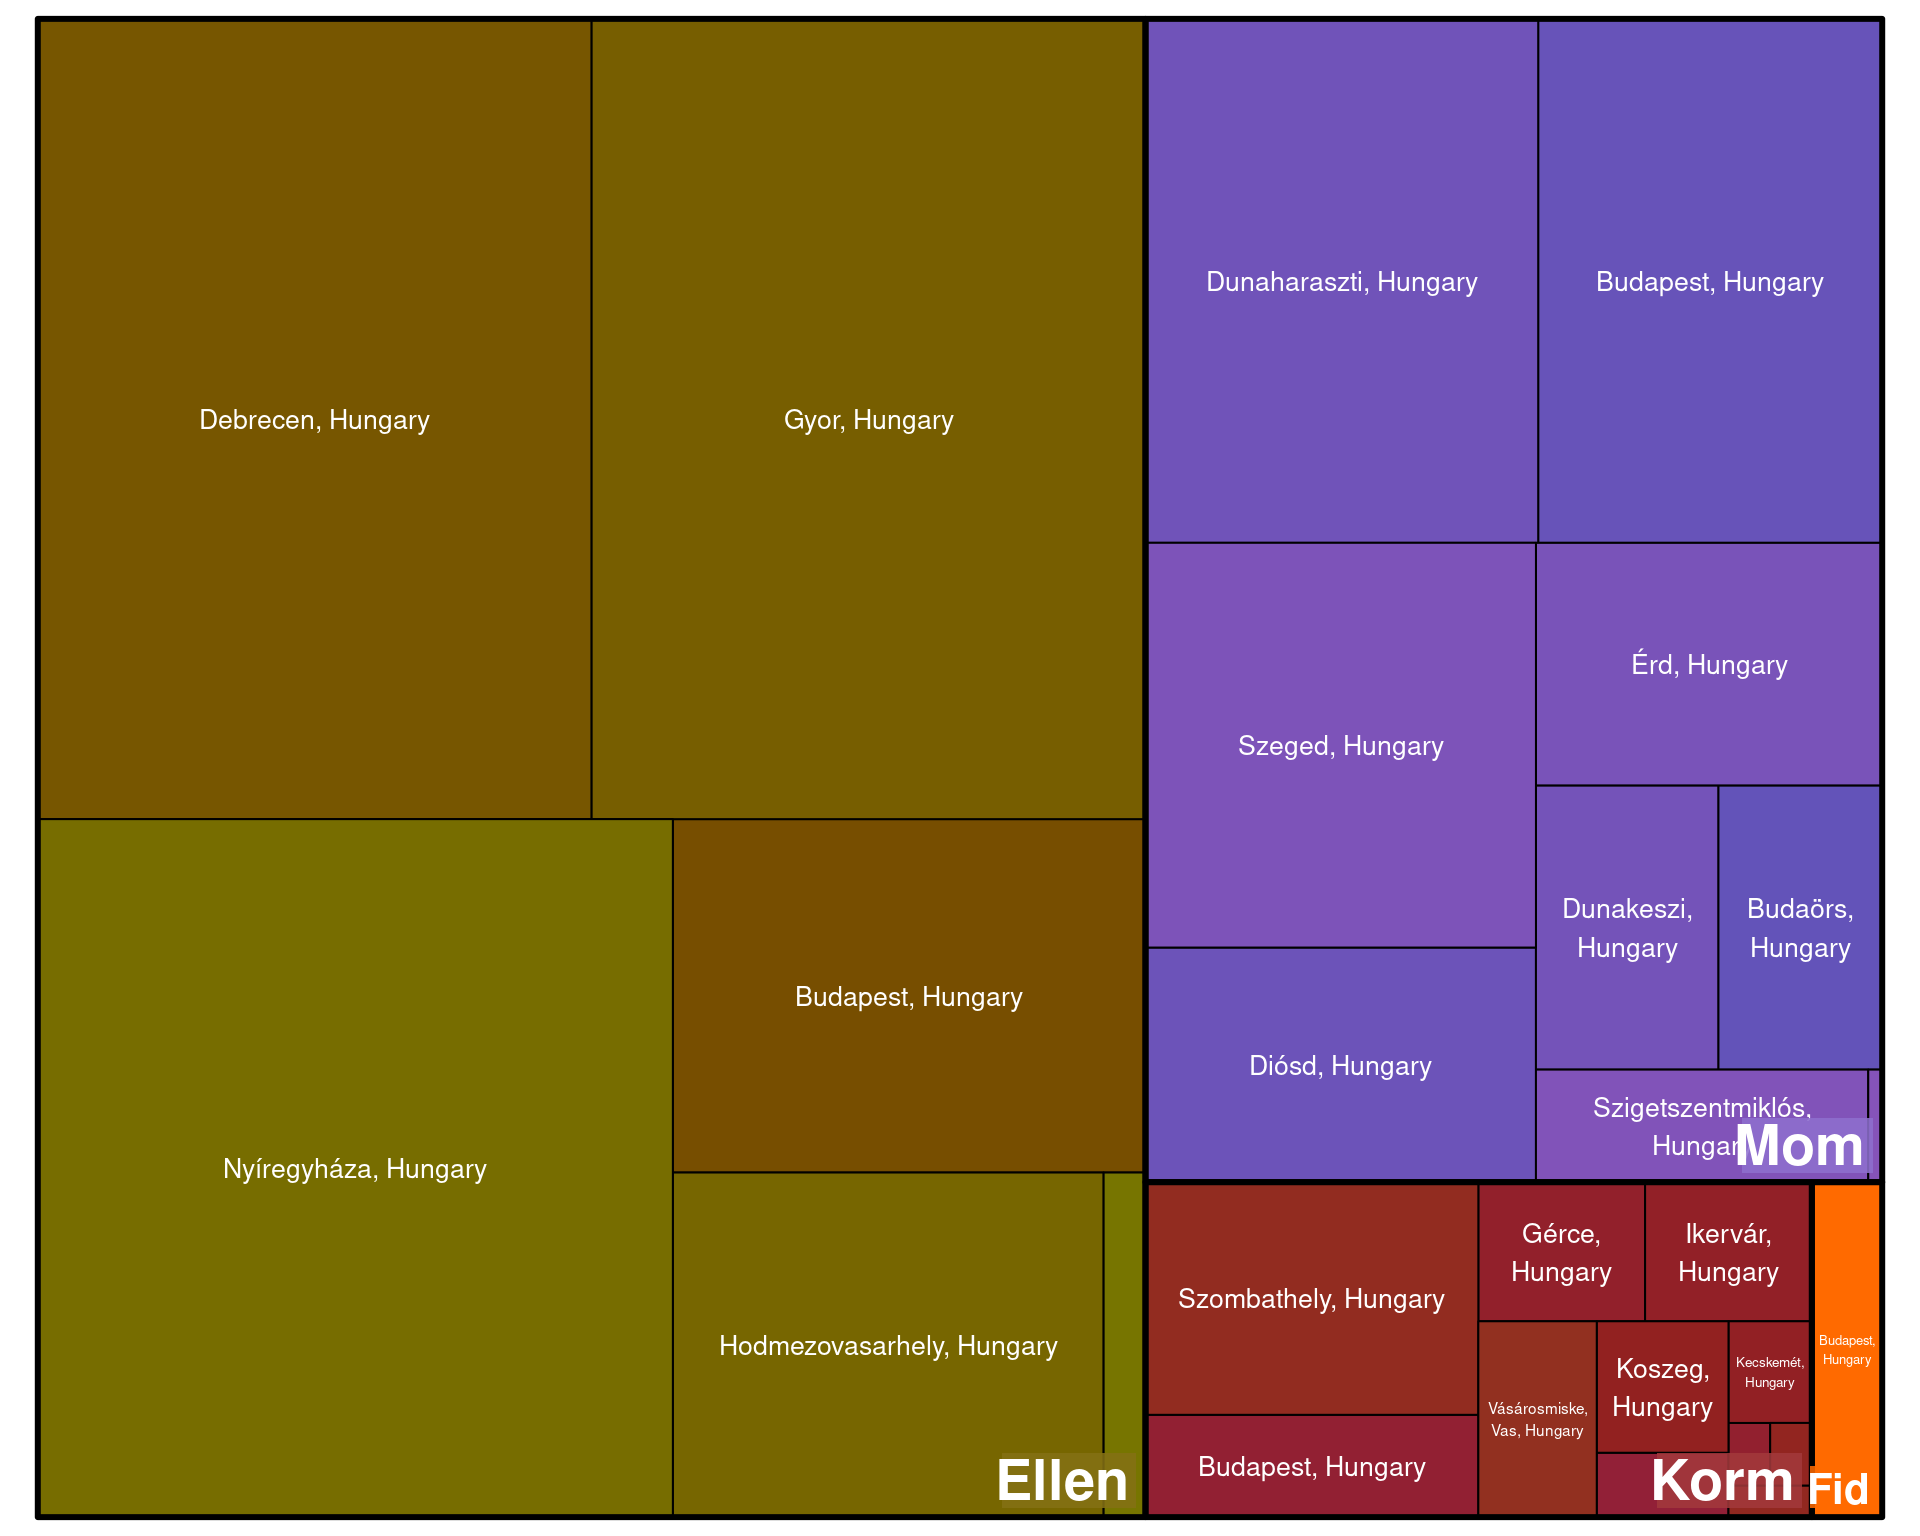 Debrecen, Hungary
Gyor, Hungary
Nyíregyháza, Hungary
Budapest, Hungary
Hodmezovasarhely, Hungary
Ellen
Dunaharaszti, Hungary
Budapest, Hungary
Szeged, Hungary
Érd, Hungary
Dunakeszi,
Hungary
Budaörs,
Hungary
Diósd, Hungary
Szigetszentmiklós,
Hungar
Mom
Szombathely, Hungary
Gérce,
Hungary
Ikervár,
Hungary
Vásárosmiske,
Vas, Hungary
Koszeg,
Hungary
Kecskemét,
Hungary
Budapest, Hungary
Korm
Budapest,
Hungary
Fid